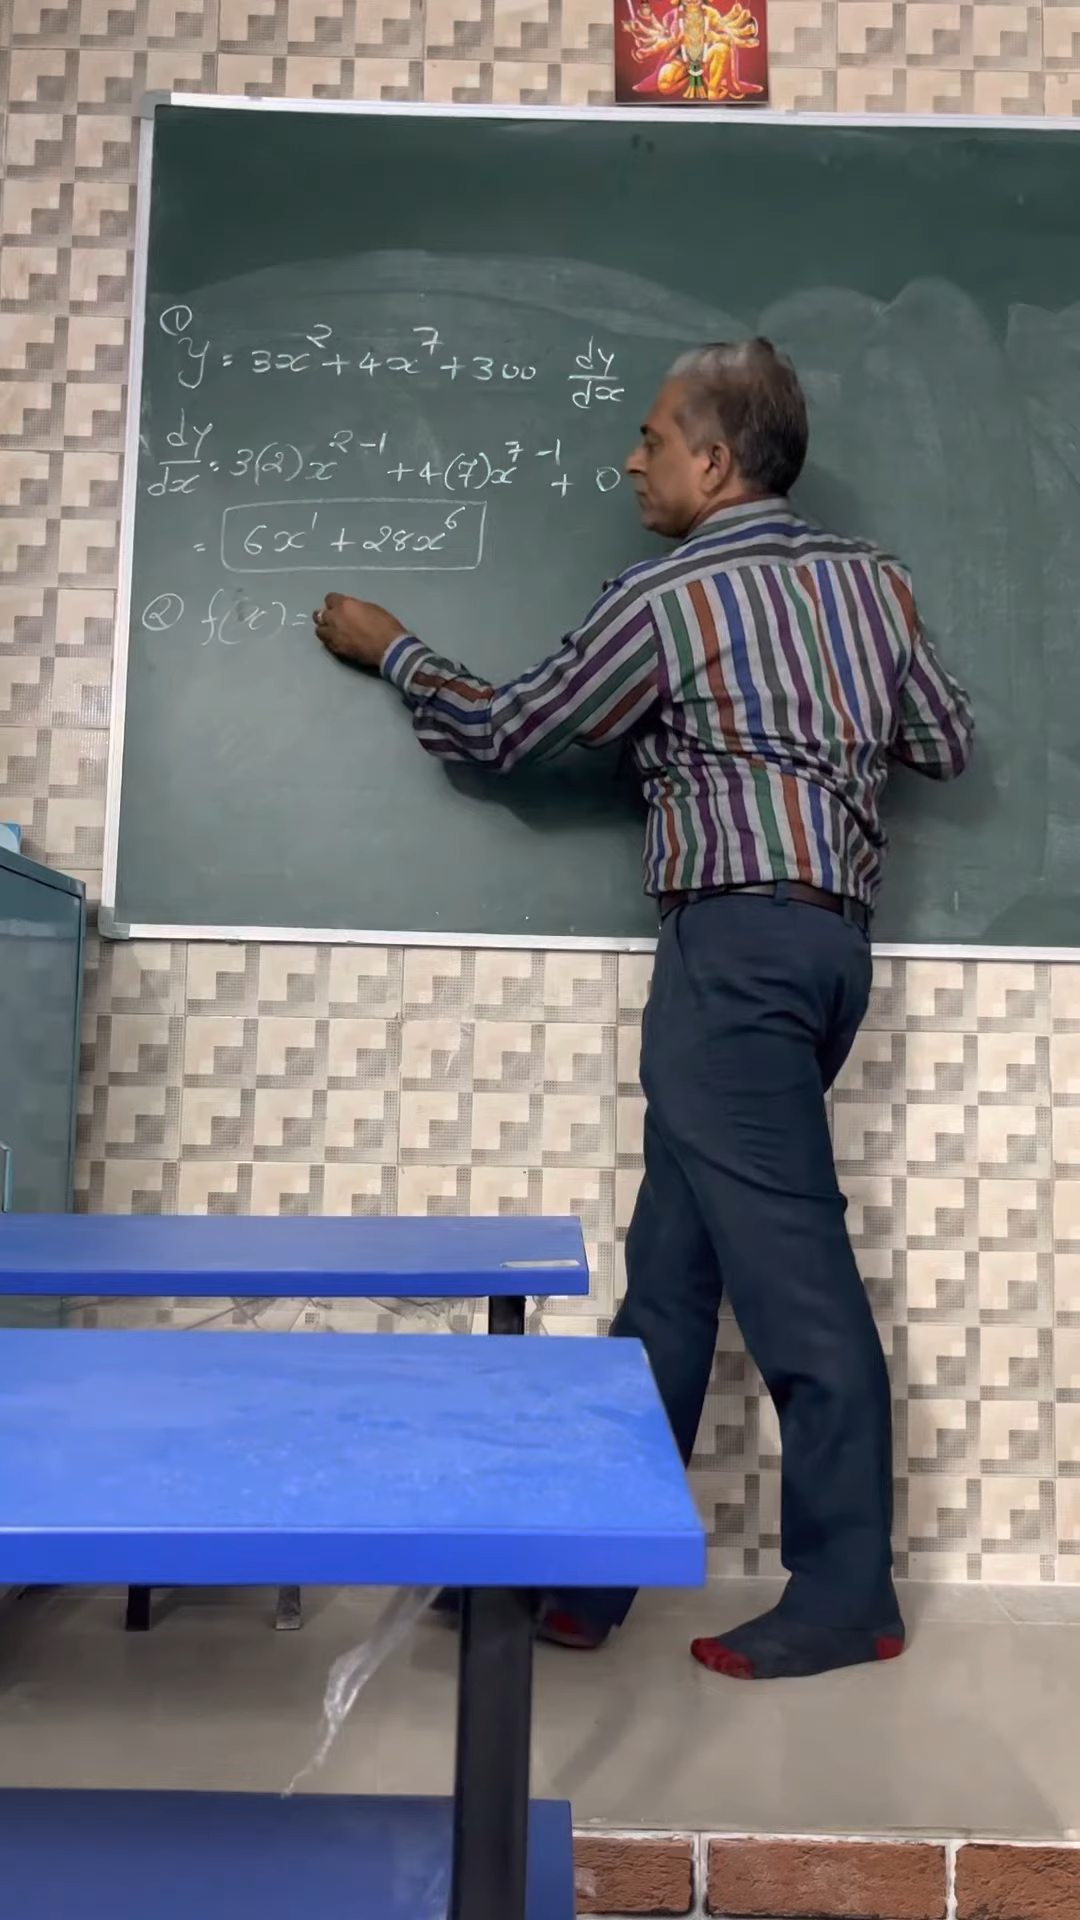 ①
y = 3x² + 4x⁷ + 300 dy/dx
dy/dx = 3(2)x²⁻¹ + 4(7)x⁷⁻¹ + 0
= 6x¹ + 28x⁶
② f(x) =